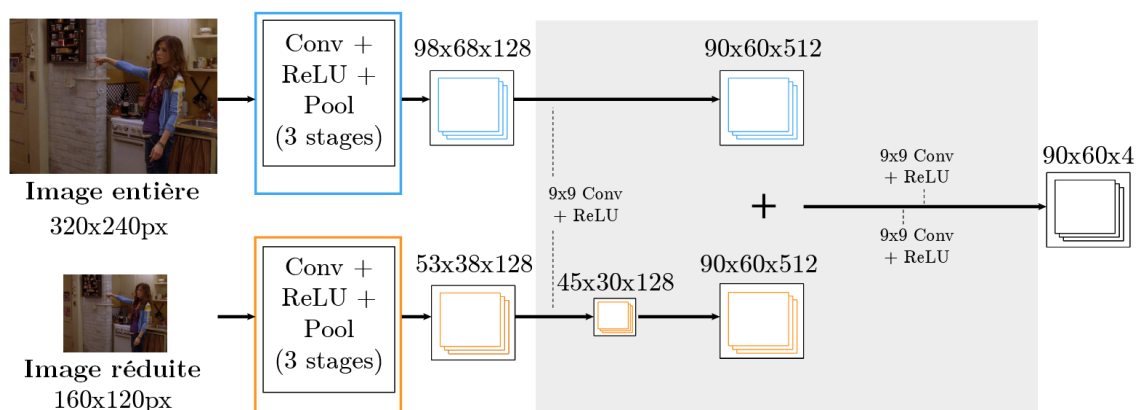 Conv +
ReLU +
Pool
(3 stages)
98x68x128
90x60x512
Image entière
320x240px
9x9 Conv
+ ReLU
+
9x9 Conv
+ ReLU
9x9 Conv
+ ReLU
90x60x4
Conv +
ReLU +
Pool
(3 stages)
53x38x128
45x30x128
90x60x512
Image réduite
160x120px